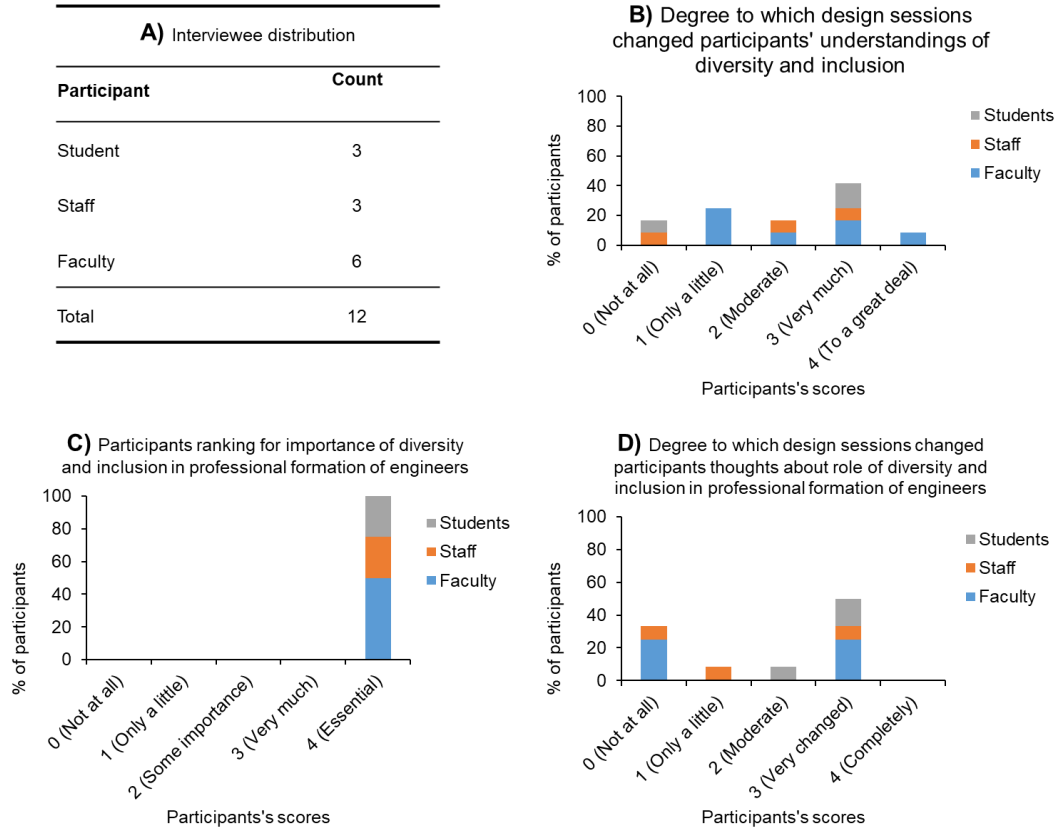 A) Interviewee distribution
Participant Count
Student 3
Staff 3
Faculty 6
Total 12
B) Degree to which design sessions
changed participants' understandings of
diversity and inclusion
100
80
60
40
20
0
% of participants
0 (Not at all)
1 (Only a little)
2 (Moderate)
3 (Very much)
4 (To a great deal)
Participants's scores
Students
Staff
Faculty
C) Participants ranking for importance of diversity
and inclusion in professional formation of engineers
100
80
60
40
20
0
% of participants
0 (Not at all)
1 (Only a little)
2 (Some importance)
3 (Very much)
4 (Essential)
Participants's scores
Students
Staff
Faculty
D) Degree to which design sessions changed
participants thoughts about role of diversity and
inclusion in professional formation of engineers
100
80
60
40
20
0
% of participants
0 (Not at all)
1 (Only a little)
2 (Moderate)
3 (Very changed)
4 (Completely)
Participants's scores
Students
Staff
Faculty